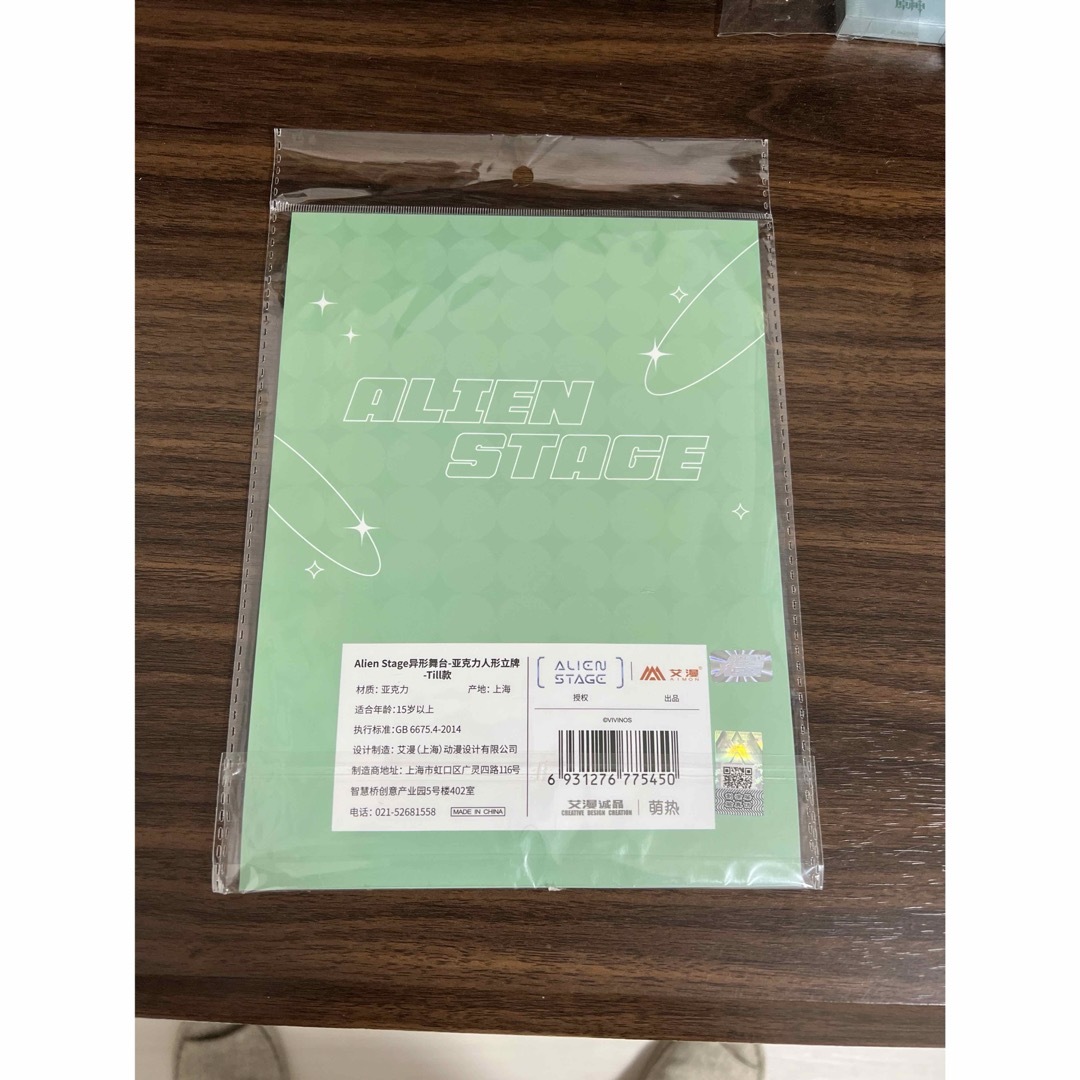 原神
ALIEN
STAGE
Alien Stage异形舞台-亚克力人形立牌
-Till款
材质：亚克力 产地：上海
适合年龄：15岁以上
执行标准：GB 6675.4-2014
设计制造：艾漫（上海）动漫设计有限公司
制造商地址：上海市虹口区广灵四路116号
智慧桥创意产业园5号楼402室
电话：021-52681558 MADE IN CHINA
ALIEN
STAGE
授权
艾漫®
AIMON
出品
©VIVINOS
6 931276 775450
艾漫诚品
CREATIVE DESIGN CREATION
萌热